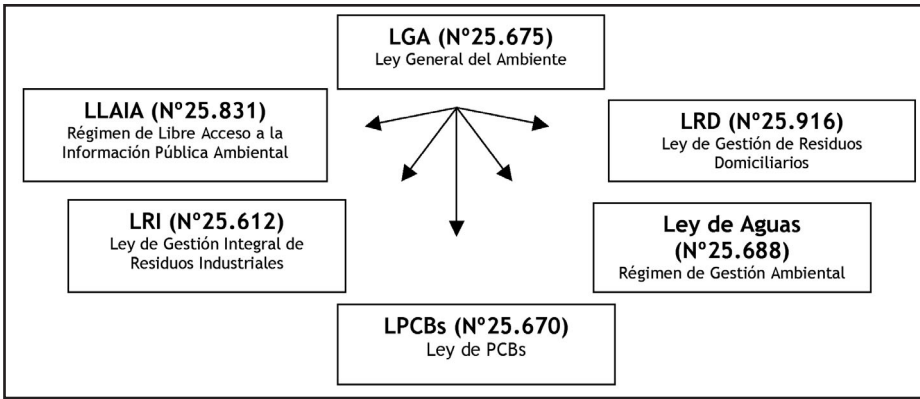 LGA (Nº25.675)
Ley General del Ambiente
LLAIA (Nº25.831)
Régimen de Libre Acceso a la
Información Pública Ambiental
LRD (Nº25.916)
Ley de Gestión de Residuos
Domiciliarios
LRI (Nº25.612)
Ley de Gestión Integral de
Residuos Industriales
Ley de Aguas
(Nº25.688)
Régimen de Gestión Ambiental
LPCBs (Nº25.670)
Ley de PCBs